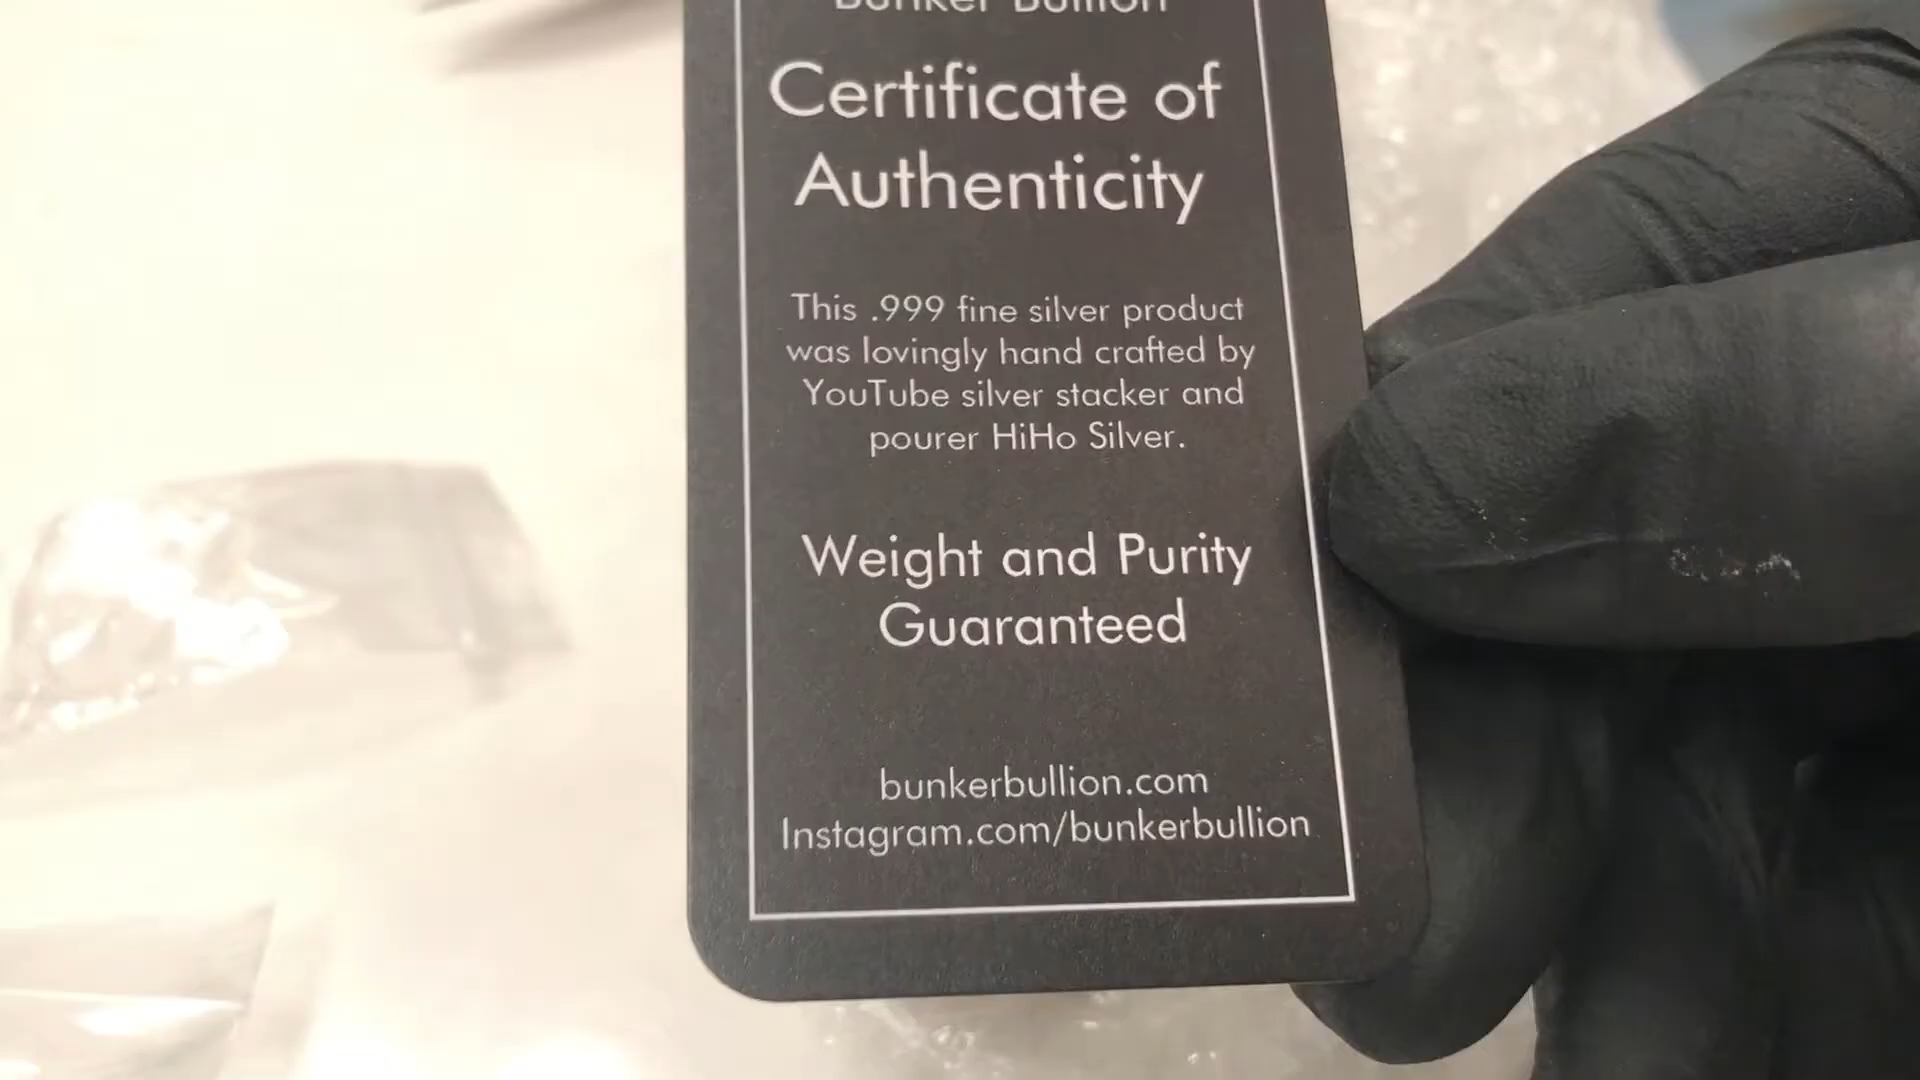 Bunker Bullion
Certificate of
Authenticity
This .999 fine silver product
was lovingly hand crafted by
YouTube silver stacker and
pourer HiHo Silver.
Weight and Purity
Guaranteed
bunkerbullion.com
Instagram.com/bunkerbullion